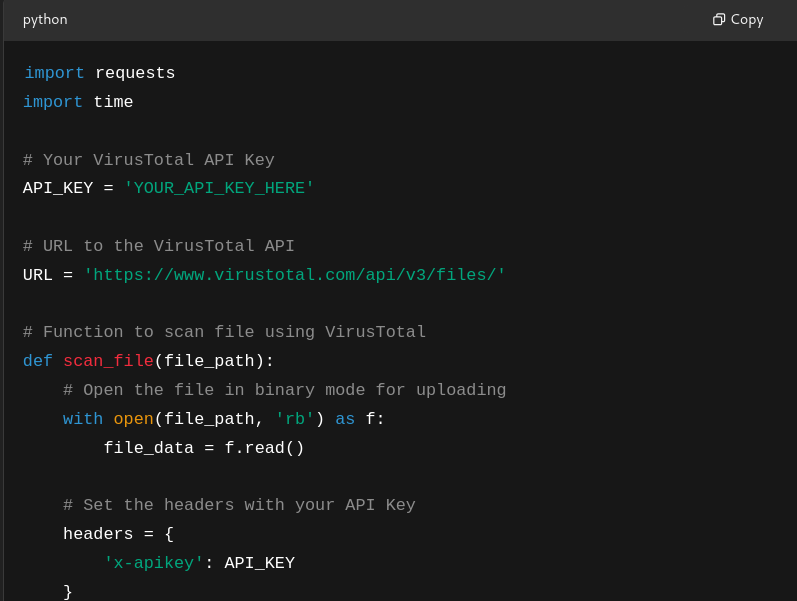 python
Copy
import requests
import time
# Your VirusTotal API Key
API_KEY = 'YOUR_API_KEY_HERE'
# URL to the VirusTotal API
URL = 'https://www.virustotal.com/api/v3/files/'
# Function to scan file using VirusTotal
def scan_file(file_path):
    # Open the file in binary mode for uploading
    with open(file_path, 'rb') as f:
        file_data = f.read()
    # Set the headers with your API Key
    headers = {
        'x-apikey': API_KEY
    }